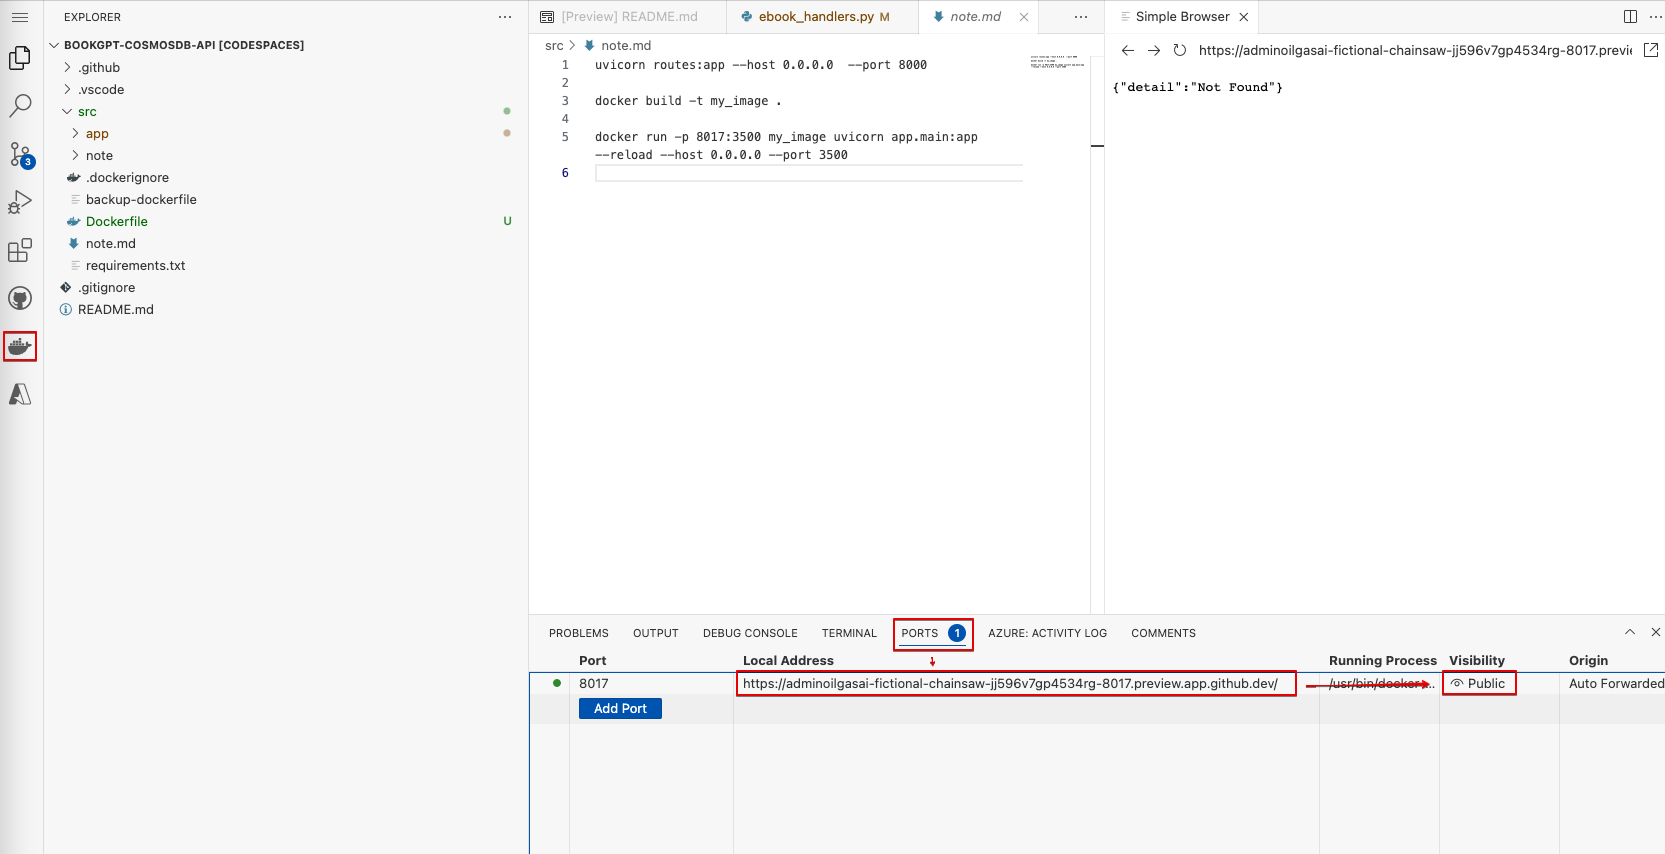 EXPLORER
BOOKGPT-COSMOSDB-API [CODESPACES]
.github
.vscode
src
app
note
.dockerignore
backup-dockerfile
Dockerfile U
note.md
requirements.txt
.gitignore
README.md
3
[Preview] README.md
ebook_handlers.py M
note.md
src > note.md
1 uvicorn routes:app --host 0.0.0.0  --port 8000
2
3 docker build -t my_image .
4
5 docker run -p 8017:3500 my_image uvicorn app.main:app
--reload --host 0.0.0.0 --port 3500
6
Simple Browser
https://adminoilgasai-fictional-chainsaw-jj596v7gp4534rg-8017.previe
{"detail":"Not Found"}
PROBLEMS OUTPUT DEBUG CONSOLE TERMINAL PORTS 1 AZURE: ACTIVITY LOG COMMENTS
Port Local Address Running Process Visibility Origin
8017 https://adminoilgasai-fictional-chainsaw-jj596v7gp4534rg-8017.preview.app.github.dev/ /usr/bin/docker-... Public Auto Forwarded
Add Port